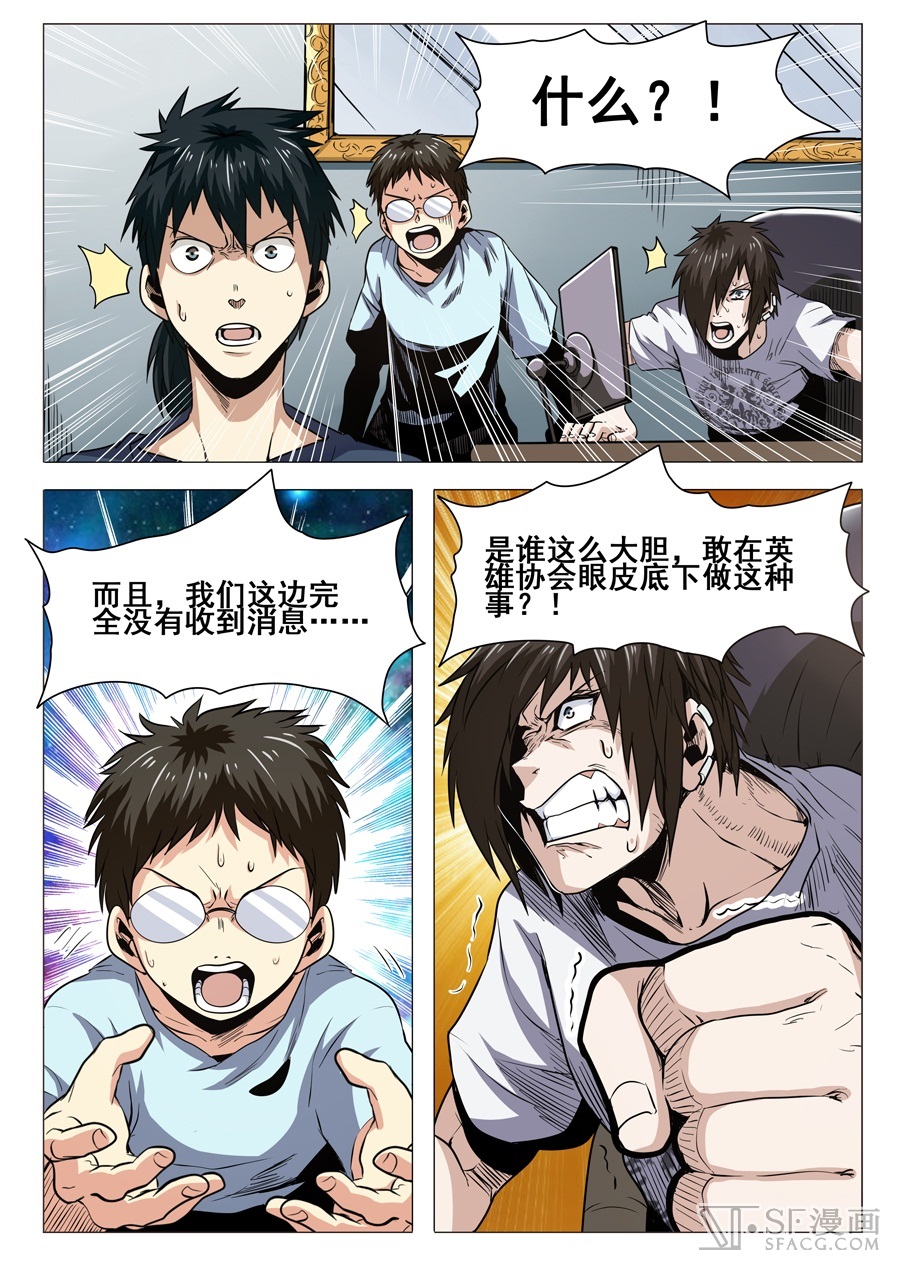 什么？！
而且，我们这边完
全没有收到消息……
是谁这么大胆，敢在英
雄协会眼皮底下做这种
事？！
SF漫画
SFACG.COM